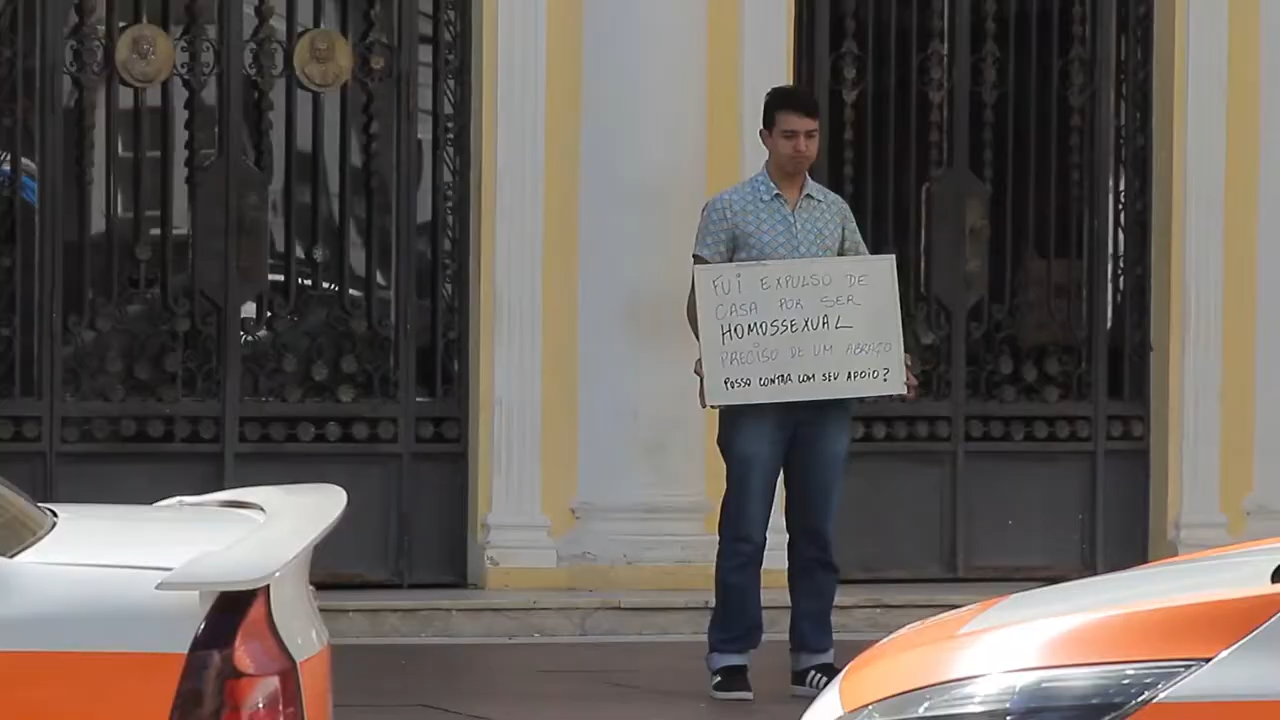 FUi EXPULSO DE
CASA POR SER
HOMOSSEXUAL
PRECISO DE UM ABRAÇO
POSSO CONTAR COM SEU APOIO?